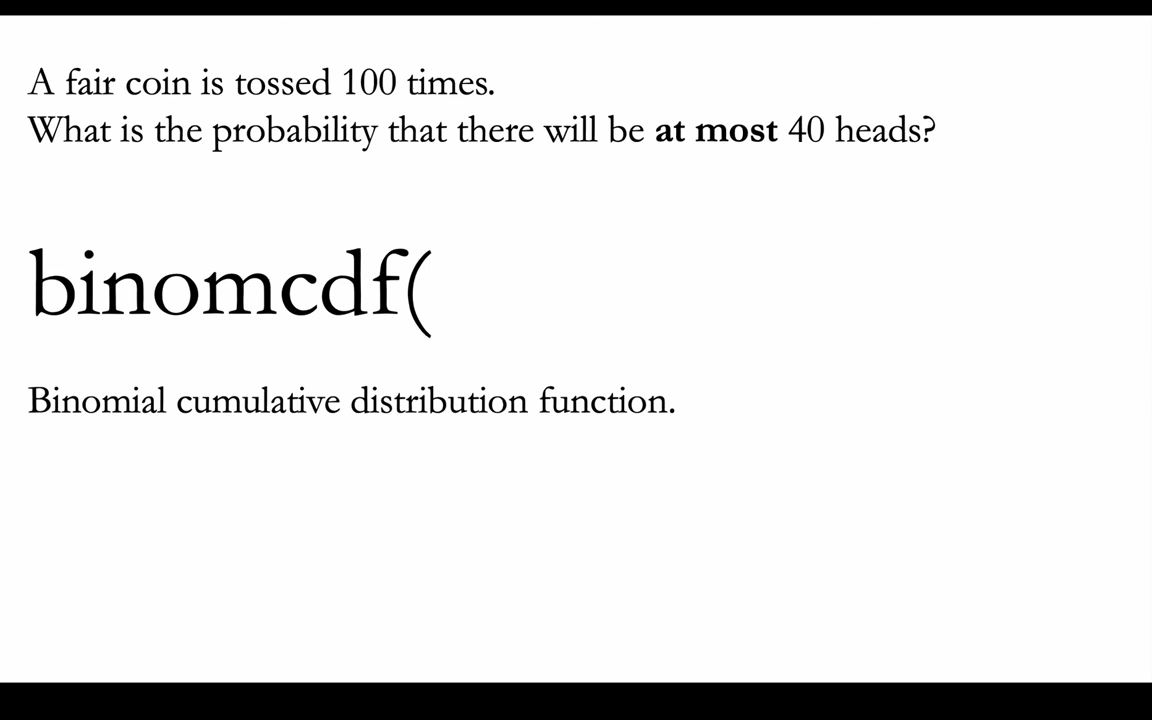 A fair coin is tossed 100 times.
What is the probability that there will be at most 40 heads?
binomcdf(
Binomial cumulative distribution function.